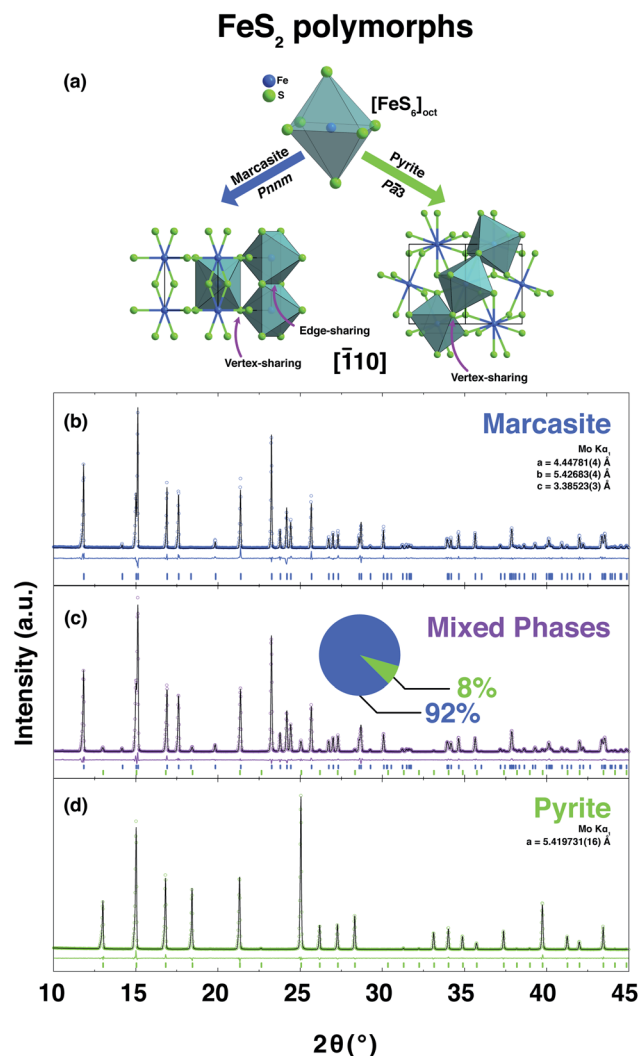 FeS₂ polymorphs
(a)
Fe
S
[FeS₆]oct
Marcasite
Pnnm
Pyrite
Pa̅3
Edge-sharing
Vertex-sharing
[1̅10]
Vertex-sharing
(b)
Marcasite
Mo Kα₁
a = 4.44781(4) Å
b = 5.42683(4) Å
c = 3.38523(3) Å
(c)
Mixed Phases
8%
92%
(d)
Pyrite
Mo Kα₁
a = 5.419731(16) Å
Intensity (a.u.)
10 15 20 25 30 35 40 45
2θ(°)